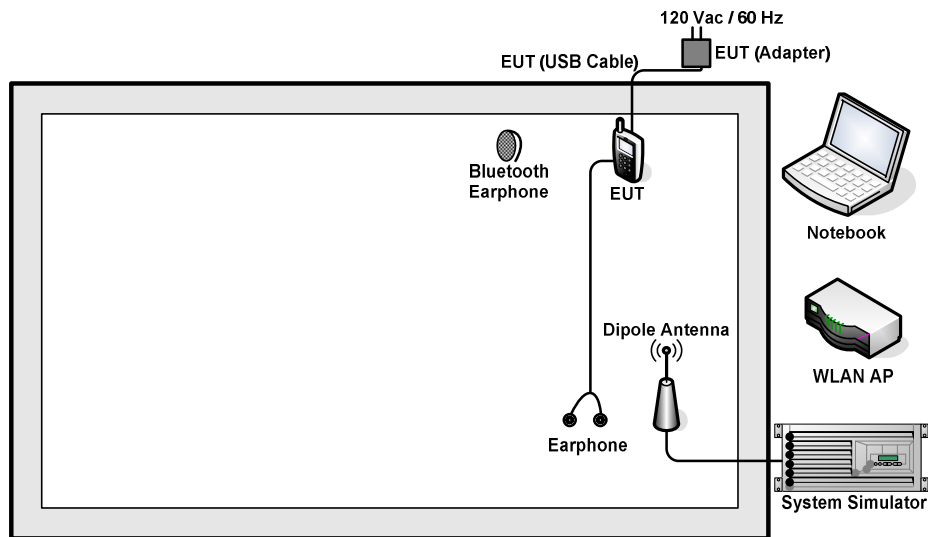 120 Vac / 60 Hz
EUT (Adapter)
EUT (USB Cable)
Bluetooth
Earphone
EUT
Notebook
Dipole Antenna
WLAN AP
Earphone
System Simulator